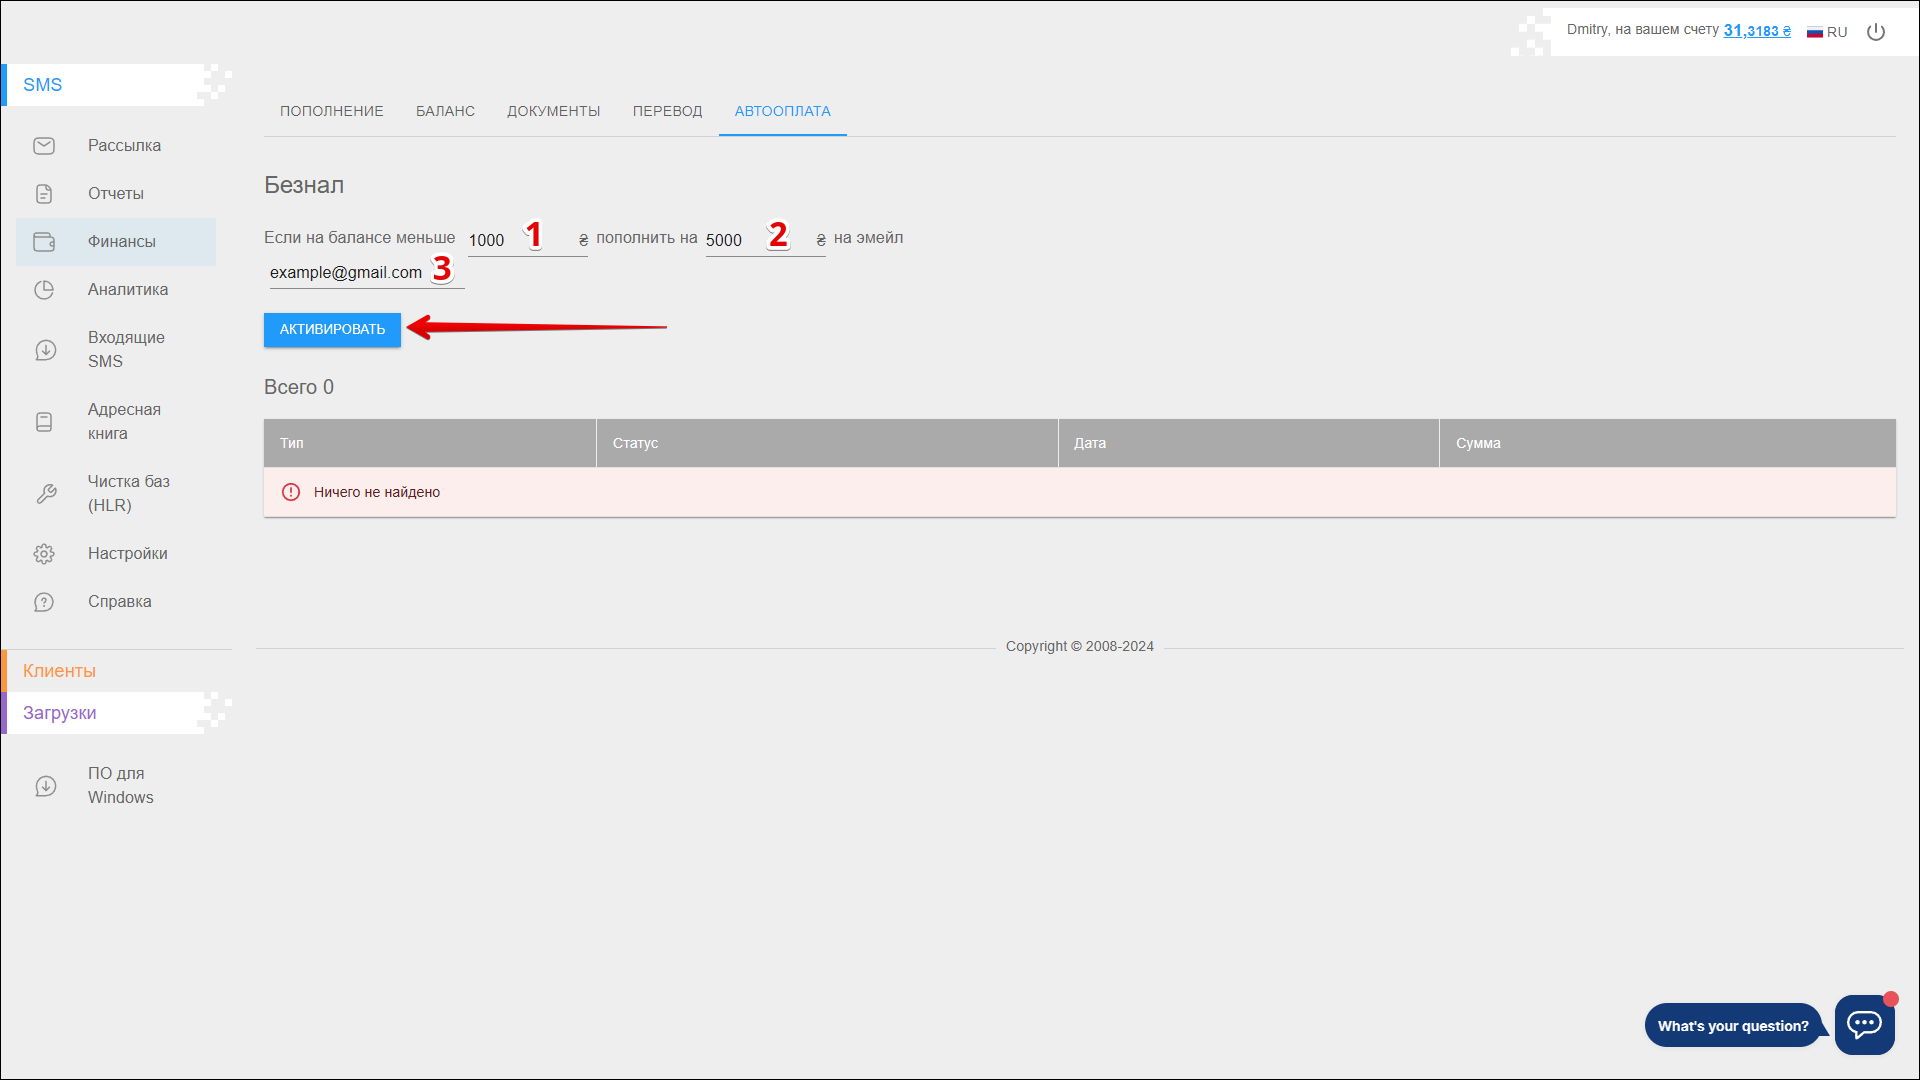 Dmitry, на вашем счету 31,3183 ₴ RU
SMS
Рассылка
Отчеты
Финансы
Аналитика
Входящие
SMS
Адресная
книга
Чистка баз
(HLR)
Настройки
Справка
Клиенты
Загрузки
ПО для
Windows
ПОПОЛНЕНИЕ БАЛАНС ДОКУМЕНТЫ ПЕРЕВОД АВТООПЛАТА
Безнал
Если на балансе меньше 1000 1 ₴ пополнить на 5000 2 ₴ на эмейл
example@gmail.com 3
АКТИВИРОВАТЬ
Всего 0
Тип Статус Дата Сумма
Ничего не найдено
Copyright © 2008-2024
What's your question?